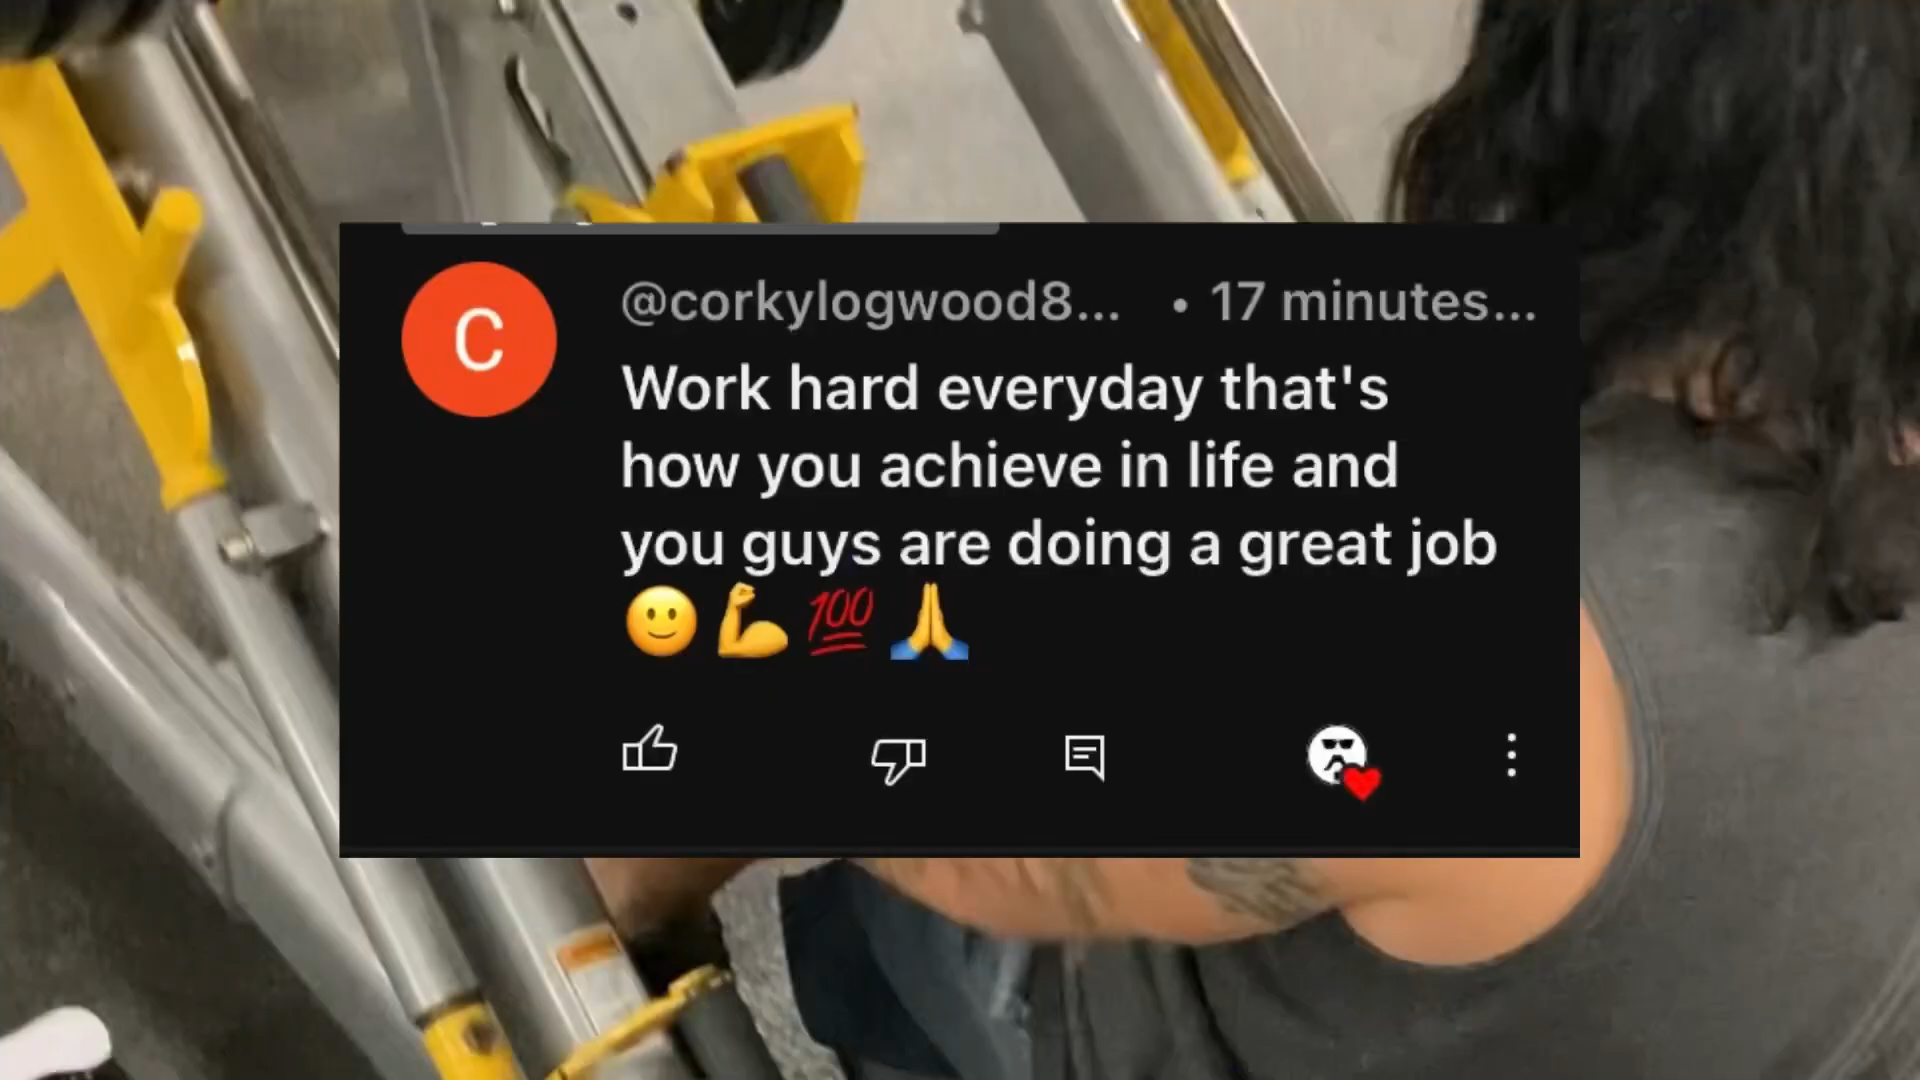 C
@corkylogwood8... • 17 minutes...
Work hard everyday that's
how you achieve in life and
you guys are doing a great job
🙂💪💯🙏